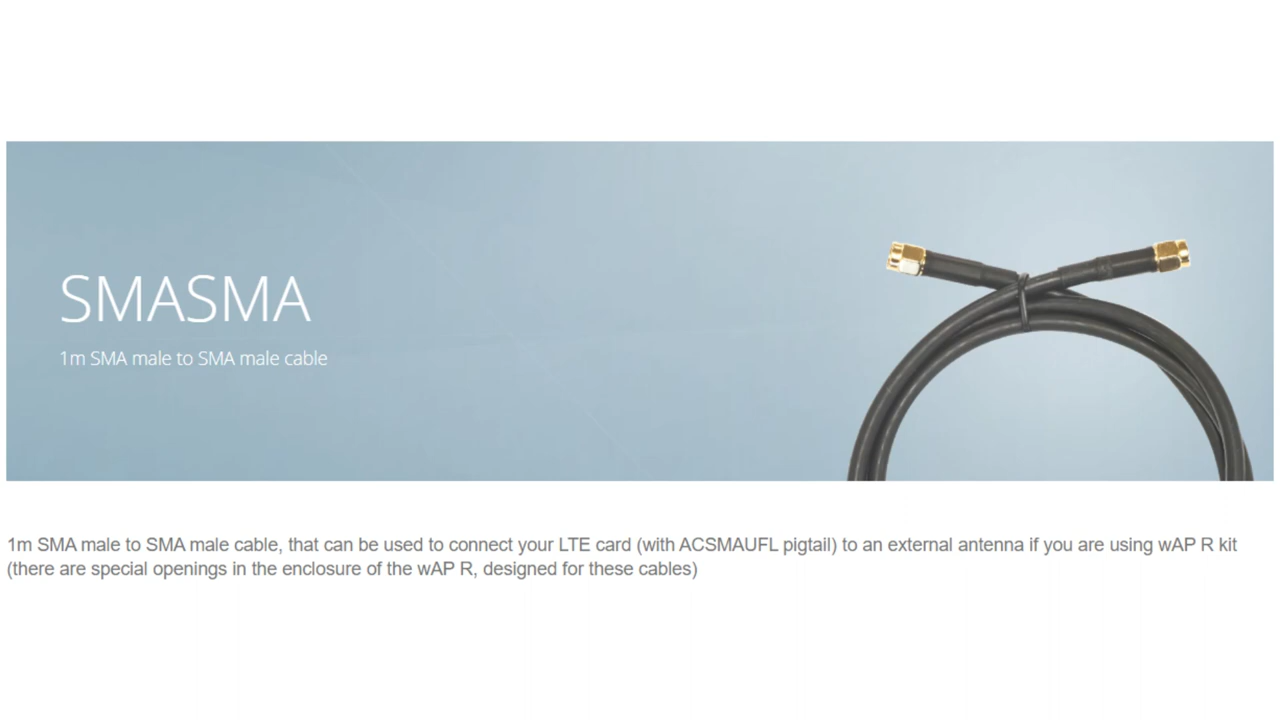 SMASMA
1m SMA male to SMA male cable
1m SMA male to SMA male cable, that can be used to connect your LTE card (with ACSMAUFL pigtail) to an external antenna if you are using wAP R kit
(there are special openings in the enclosure of the wAP R, designed for these cables)